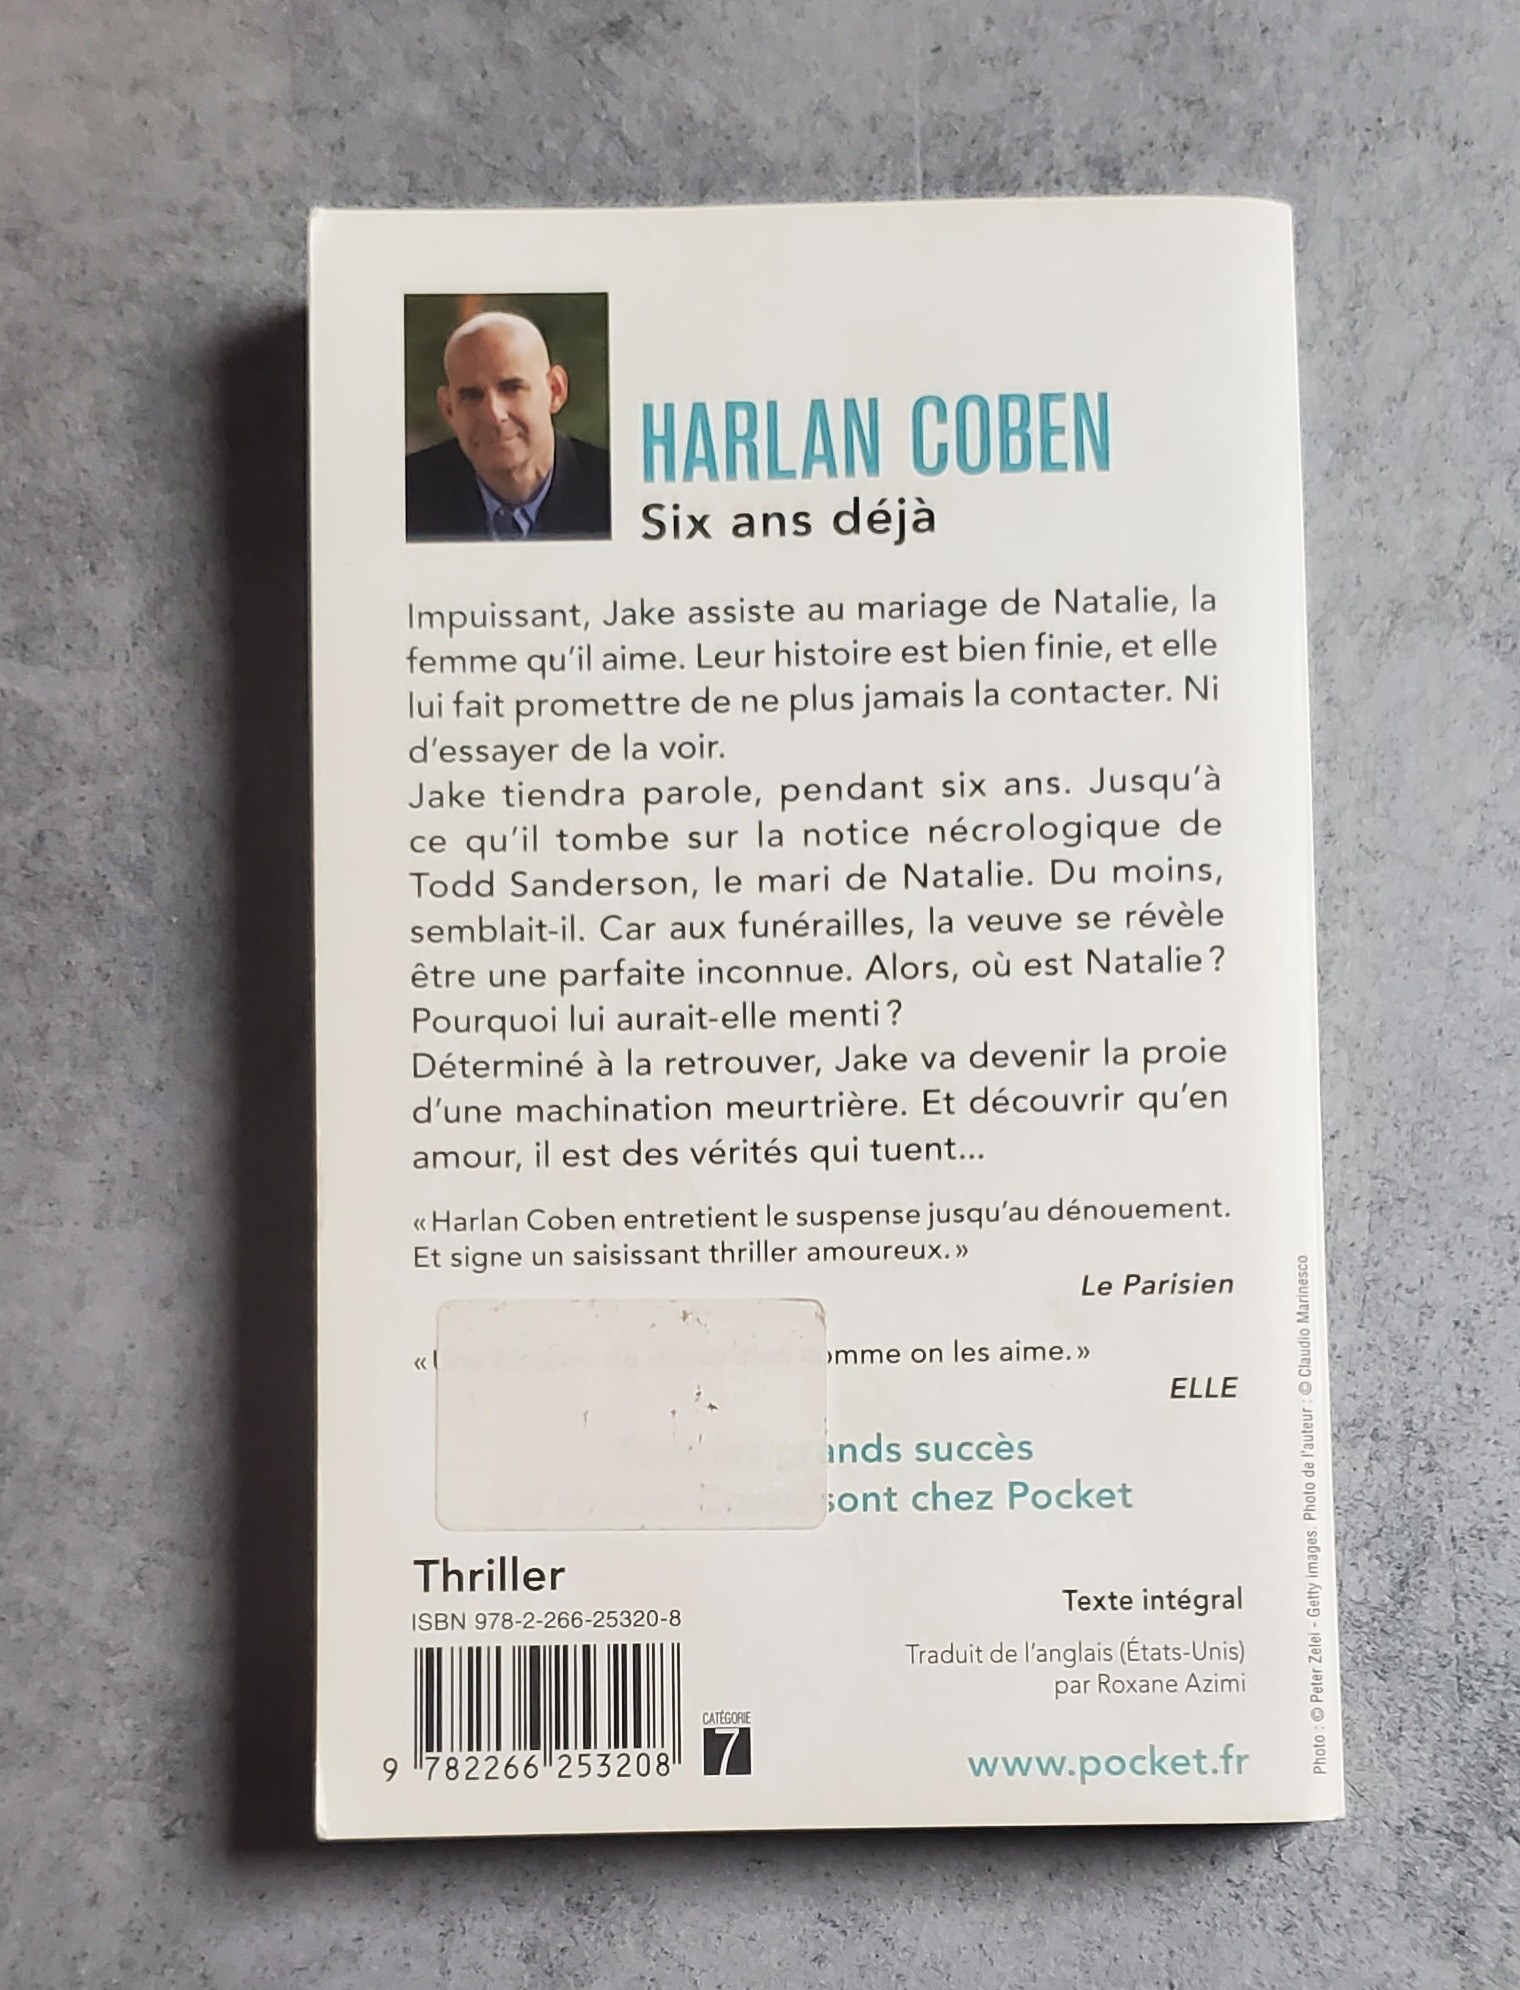 HARLAN COBEN
Six ans déjà
Impuissant, Jake assiste au mariage de Natalie, la
femme qu'il aime. Leur histoire est bien finie, et elle
lui fait promettre de ne plus jamais la contacter. Ni
d'essayer de la voir.
Jake tiendra parole, pendant six ans. Jusqu'à
ce qu'il tombe sur la notice nécrologique de
Todd Sanderson, le mari de Natalie. Du moins,
semblait-il. Car aux funérailles, la veuve se révèle
être une parfaite inconnue. Alors, où est Natalie ?
Pourquoi lui aurait-elle menti ?
Déterminé à la retrouver, Jake va devenir la proie
d'une machination meurtrière. Et découvrir qu'en
amour, il est des vérités qui tuent...
« Harlan Coben entretient le suspense jusqu'au dénouement.
Et signe un saisissant thriller amoureux. »
Le Parisien
« on les aime. »
ELLE
succès
sont chez Pocket
Thriller
ISBN 978-2-266-25320-8
9 782266 253208
CATÉGORIE
7
Texte intégral
Traduit de l'anglais (États-Unis)
par Roxane Azimi
www.pocket.fr
Photo : © Peter Zelei - Getty images. Photo de l'auteur : © Claudio Marinesco